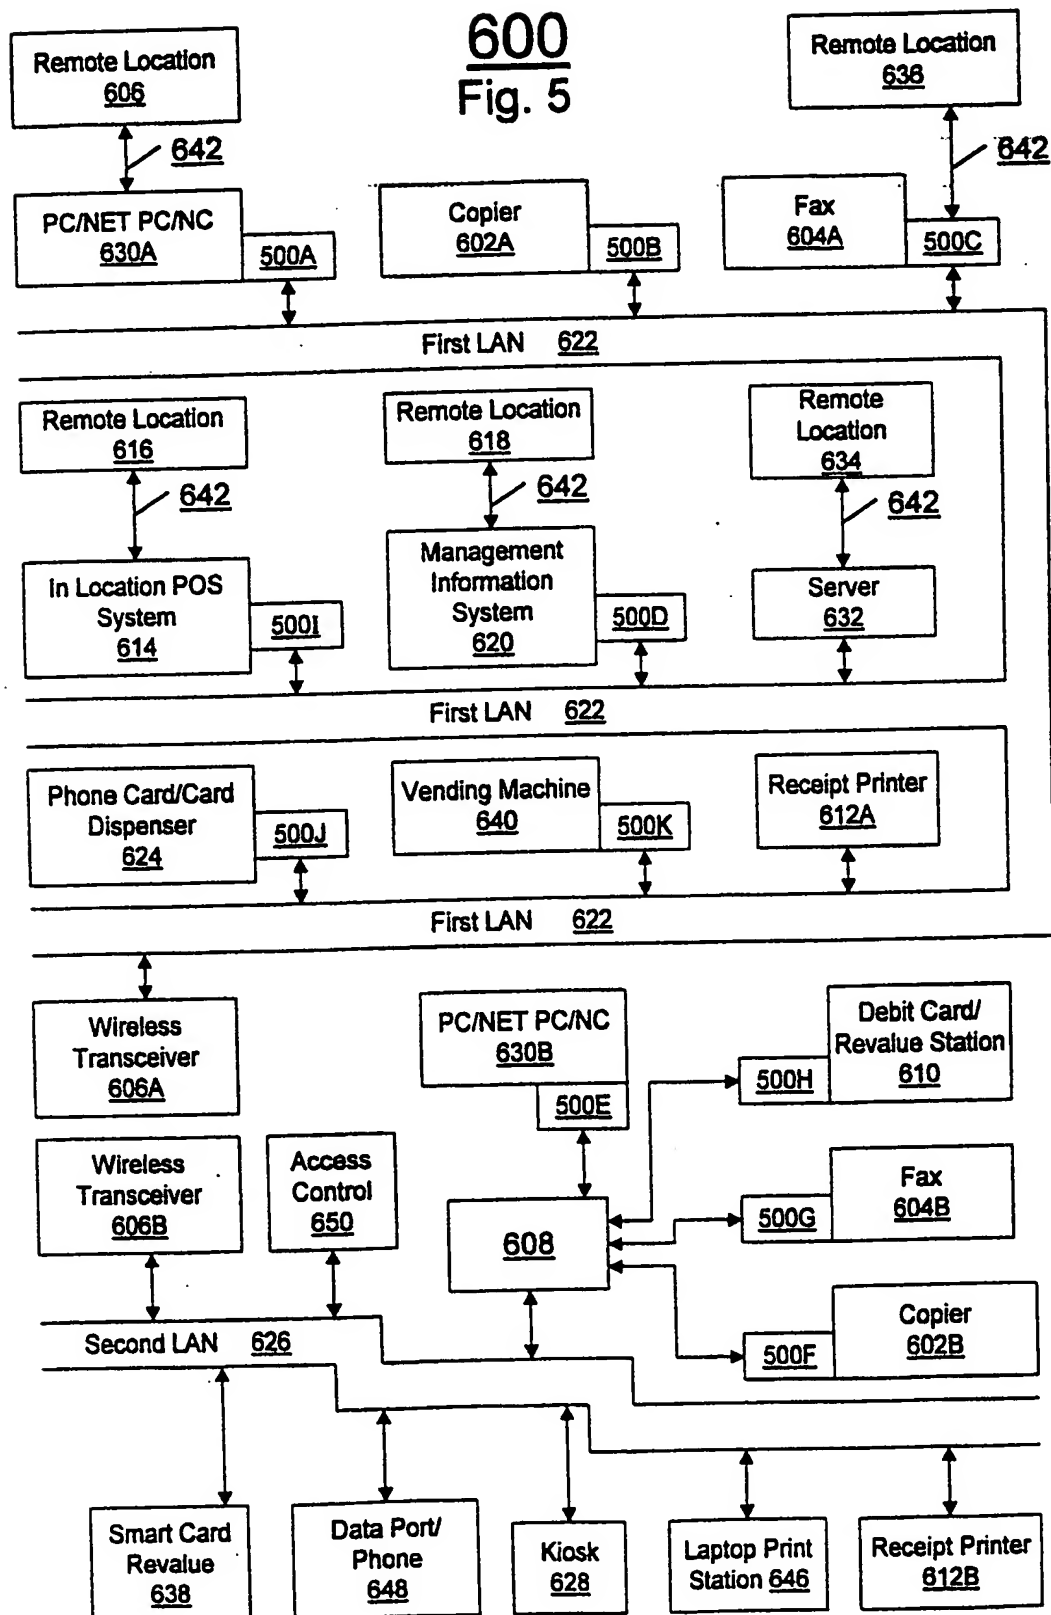 600
Fig. 5
Remote Location
606
642
Remote Location
636
642
PC/NET PC/NC
630A
500A
Copier
602A
500B
Fax
604A
500C
First LAN 622
Remote Location
616
642
Remote Location
618
642
Remote
Location
634
642
In Location POS
System
614
500I
Management
Information
System
620
500D
Server
632
First LAN 622
Phone Card/Card
Dispenser
624
500J
Vending Machine
640
500K
Receipt Printer
612A
First LAN 622
Wireless
Transceiver
606A
PC/NET PC/NC
630B
500E
Debit Card/
Revalue Station
610
500H
Wireless
Transceiver
606B
Access
Control
650
608
Fax
604B
500G
Copier
602B
500F
Second LAN 626
Smart Card
Revalue
638
Data Port/
Phone
648
Kiosk
628
Laptop Print
Station 646
Receipt Printer
612B